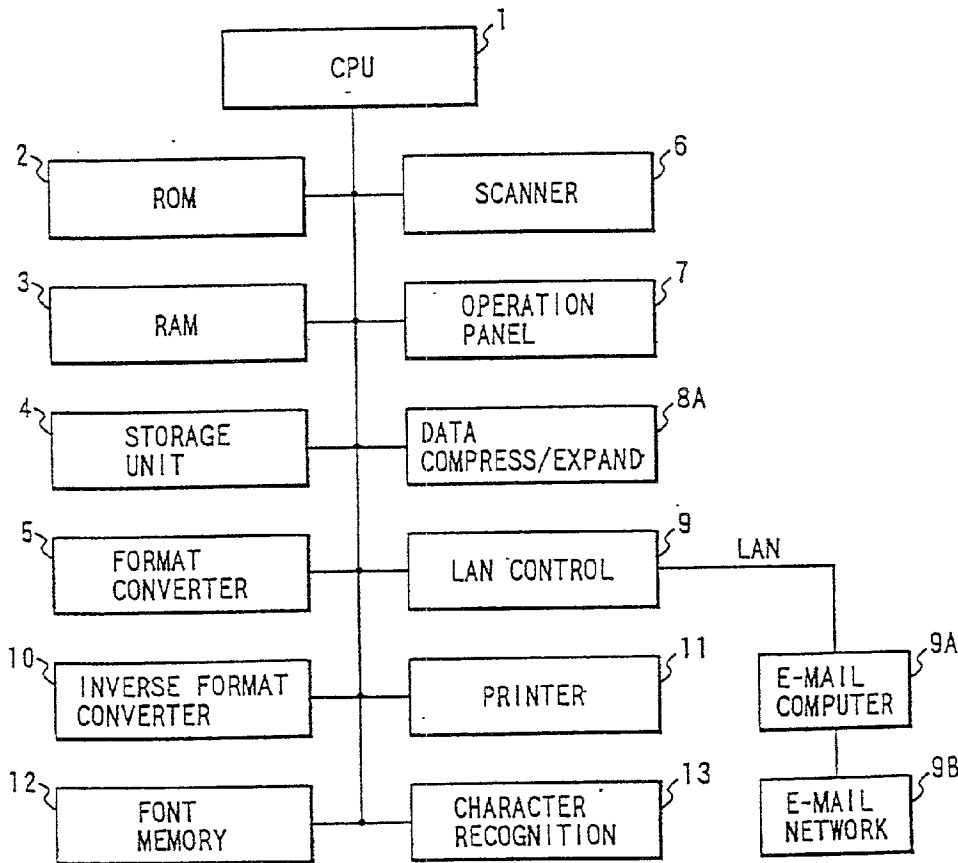 1
CPU
2
ROM
6
SCANNER
3
RAM
7
OPERATION
PANEL
4
STORAGE
UNIT
8A
DATA
COMPRESS/EXPAND
5
FORMAT
CONVERTER
9
LAN CONTROL
LAN
10
INVERSE FORMAT
CONVERTER
11
PRINTER
9A
E-MAIL
COMPUTER
12
FONT
MEMORY
13
CHARACTER
RECOGNITION
9B
E-MAIL
NETWORK